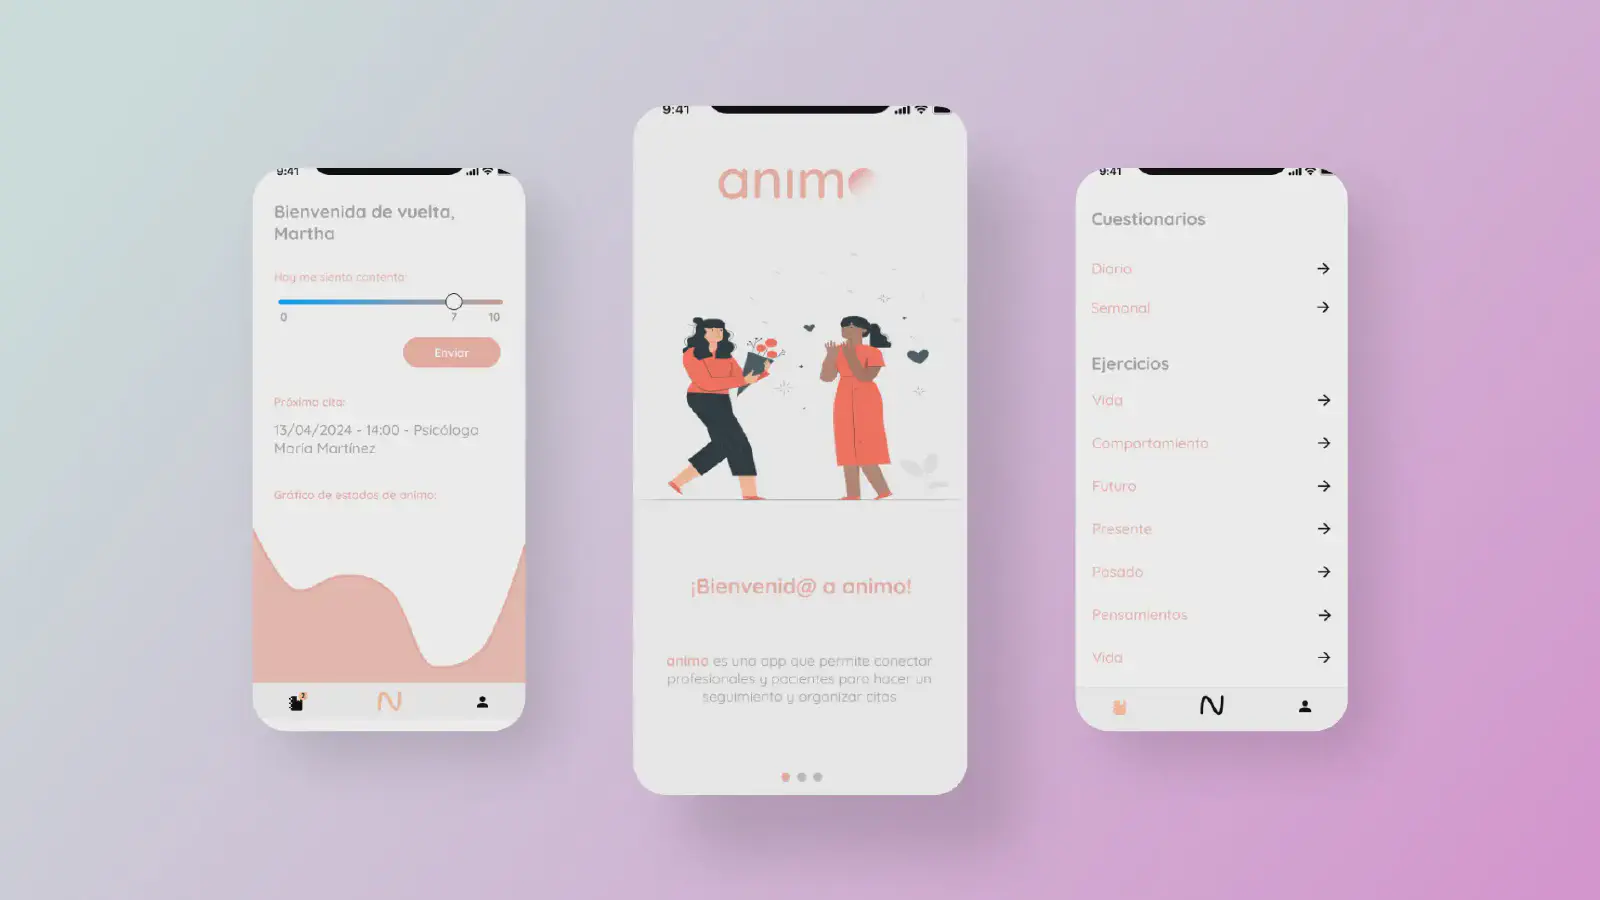 9:41
Bienvenida de vuelta,
Martha
Hoy me siento contenta:
0
7
10
Enviar
Próxima cita:
13/04/2024 - 14:00 - Psicóloga
María Martínez
Gráfico de estados de animo:
2
9:41
animo
¡Bienvenid@ a animo!
animo es una app que permite conectar
profesionales y pacientes para hacer un
seguimiento y organizar citas
9:41
Cuestionarios
Diario
Semanal
Ejercicios
Vida
Comportamiento
Futuro
Presente
Pasado
Pensamientos
Vida